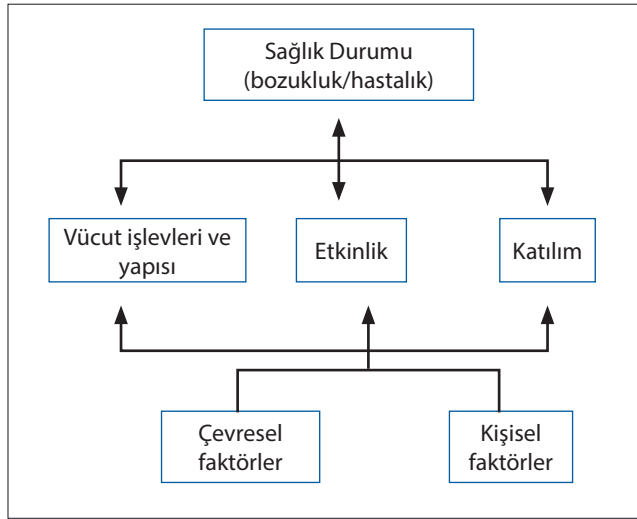 Sağlık Durumu
(bozukluk/hastalık)
Vücut işlevleri ve
yapısı
Etkinlik
Katılım
Çevresel
faktörler
Kişisel
faktörler